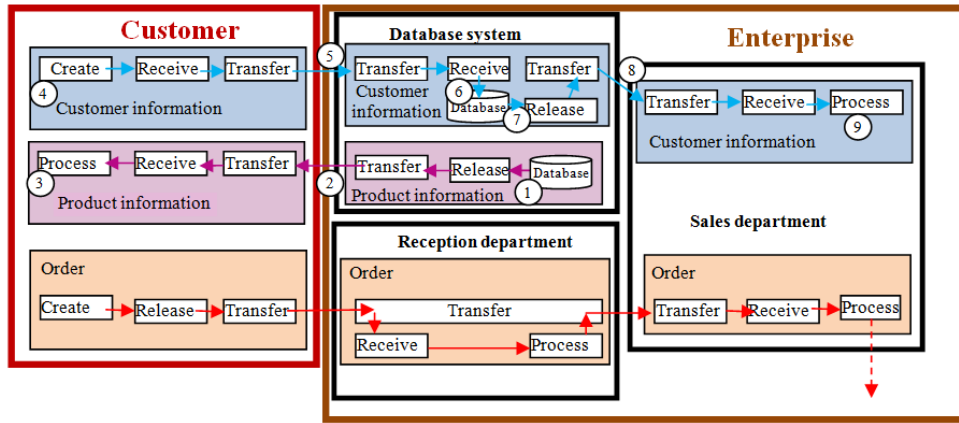 Customer
Enterprise
Database system
Create
Receive
Transfer
4
Customer information
5
Transfer
Receive
Transfer
6
Customer
information
Database
7
Release
8
Transfer
Receive
Process
9
Customer information
Process
Receive
Transfer
3
Product information
2
Transfer
Release
Database
1
Product information
Sales department
Order
Create
Release
Transfer
Reception department
Order
Transfer
Receive
Process
Order
Transfer
Receive
Process